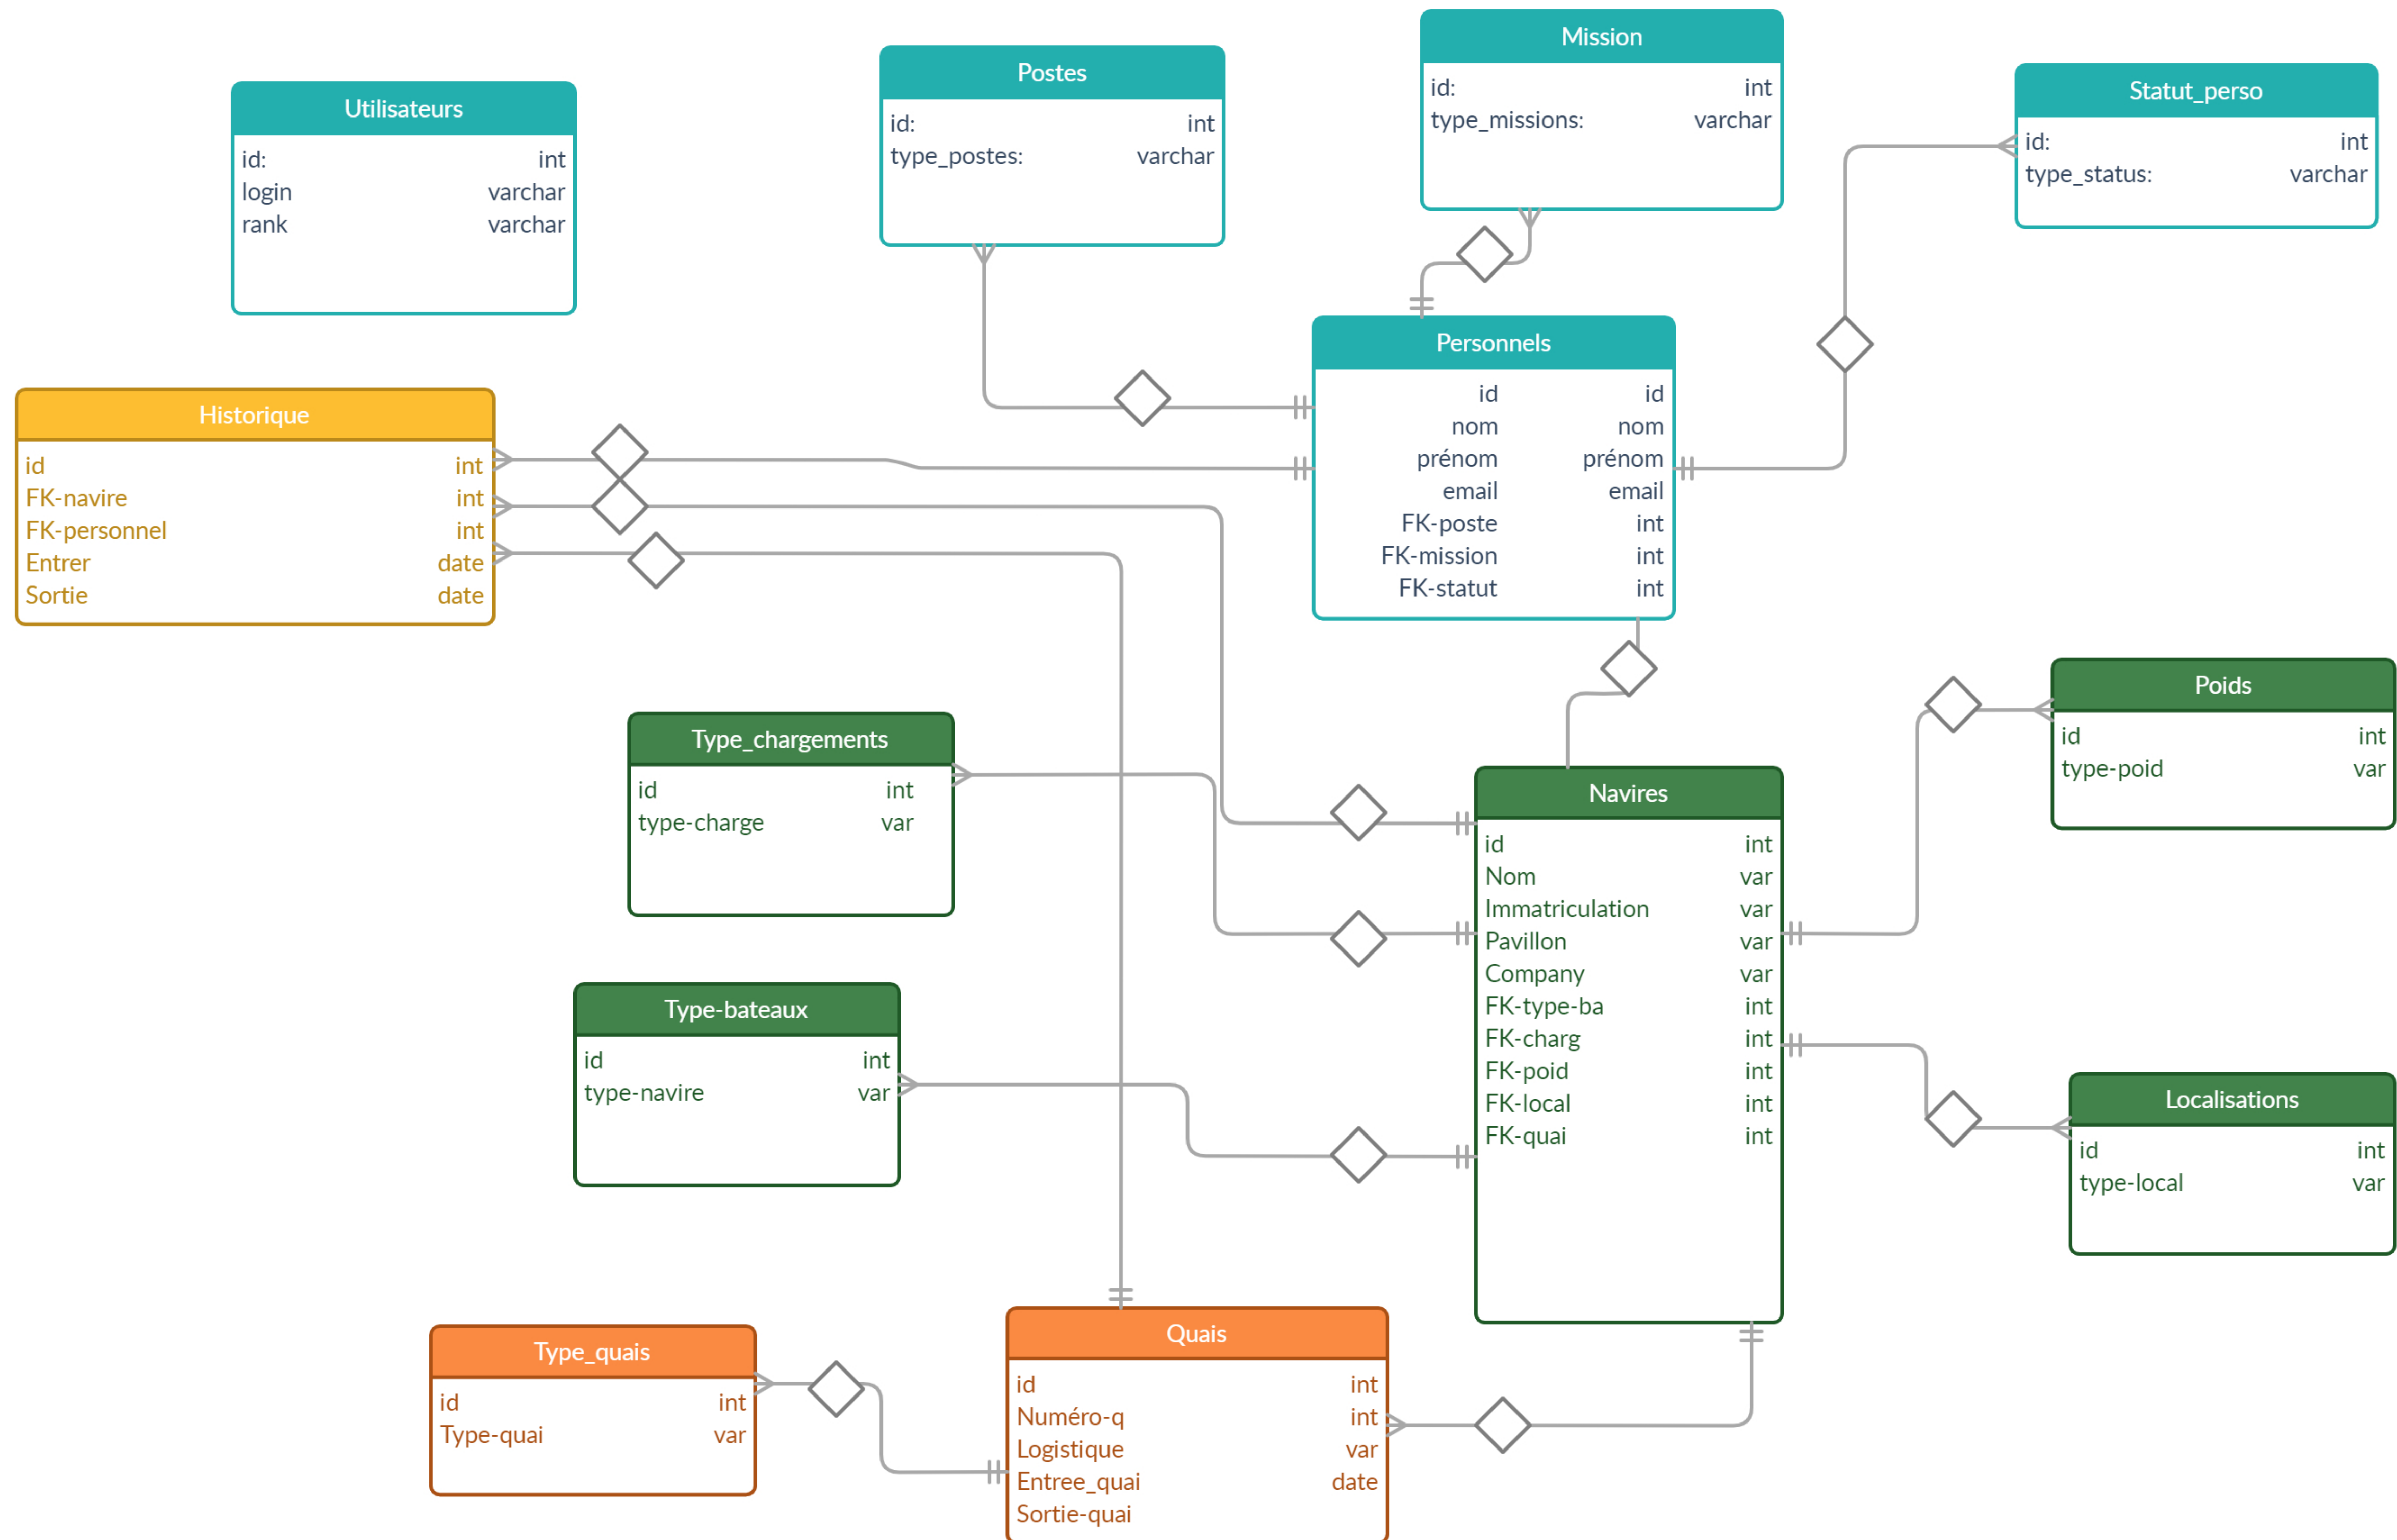 Mission
id: int
type_missions: varchar
Postes
id: int
type_postes: varchar
Statut_perso
id: int
type_status: varchar
Utilisateurs
id: int
login varchar
rank varchar
Personnels
id id
nom nom
prénom prénom
email email
FK-poste int
FK-mission int
FK-statut int
Historique
id int
FK-navire int
FK-personnel int
Entrer date
Sortie date
Poids
id int
type-poid var
Type_chargements
id int
type-charge var
Navires
id int
Nom var
Immatriculation var
Pavillon var
Company var
FK-type-ba int
FK-charg int
FK-poid int
FK-local int
FK-quai int
Type-bateaux
id int
type-navire var
Localisations
id int
type-local var
Quais
id int
Numéro-q int
Logistique var
Entree_quai date
Sortie-quai
Type_quais
id int
Type-quai var